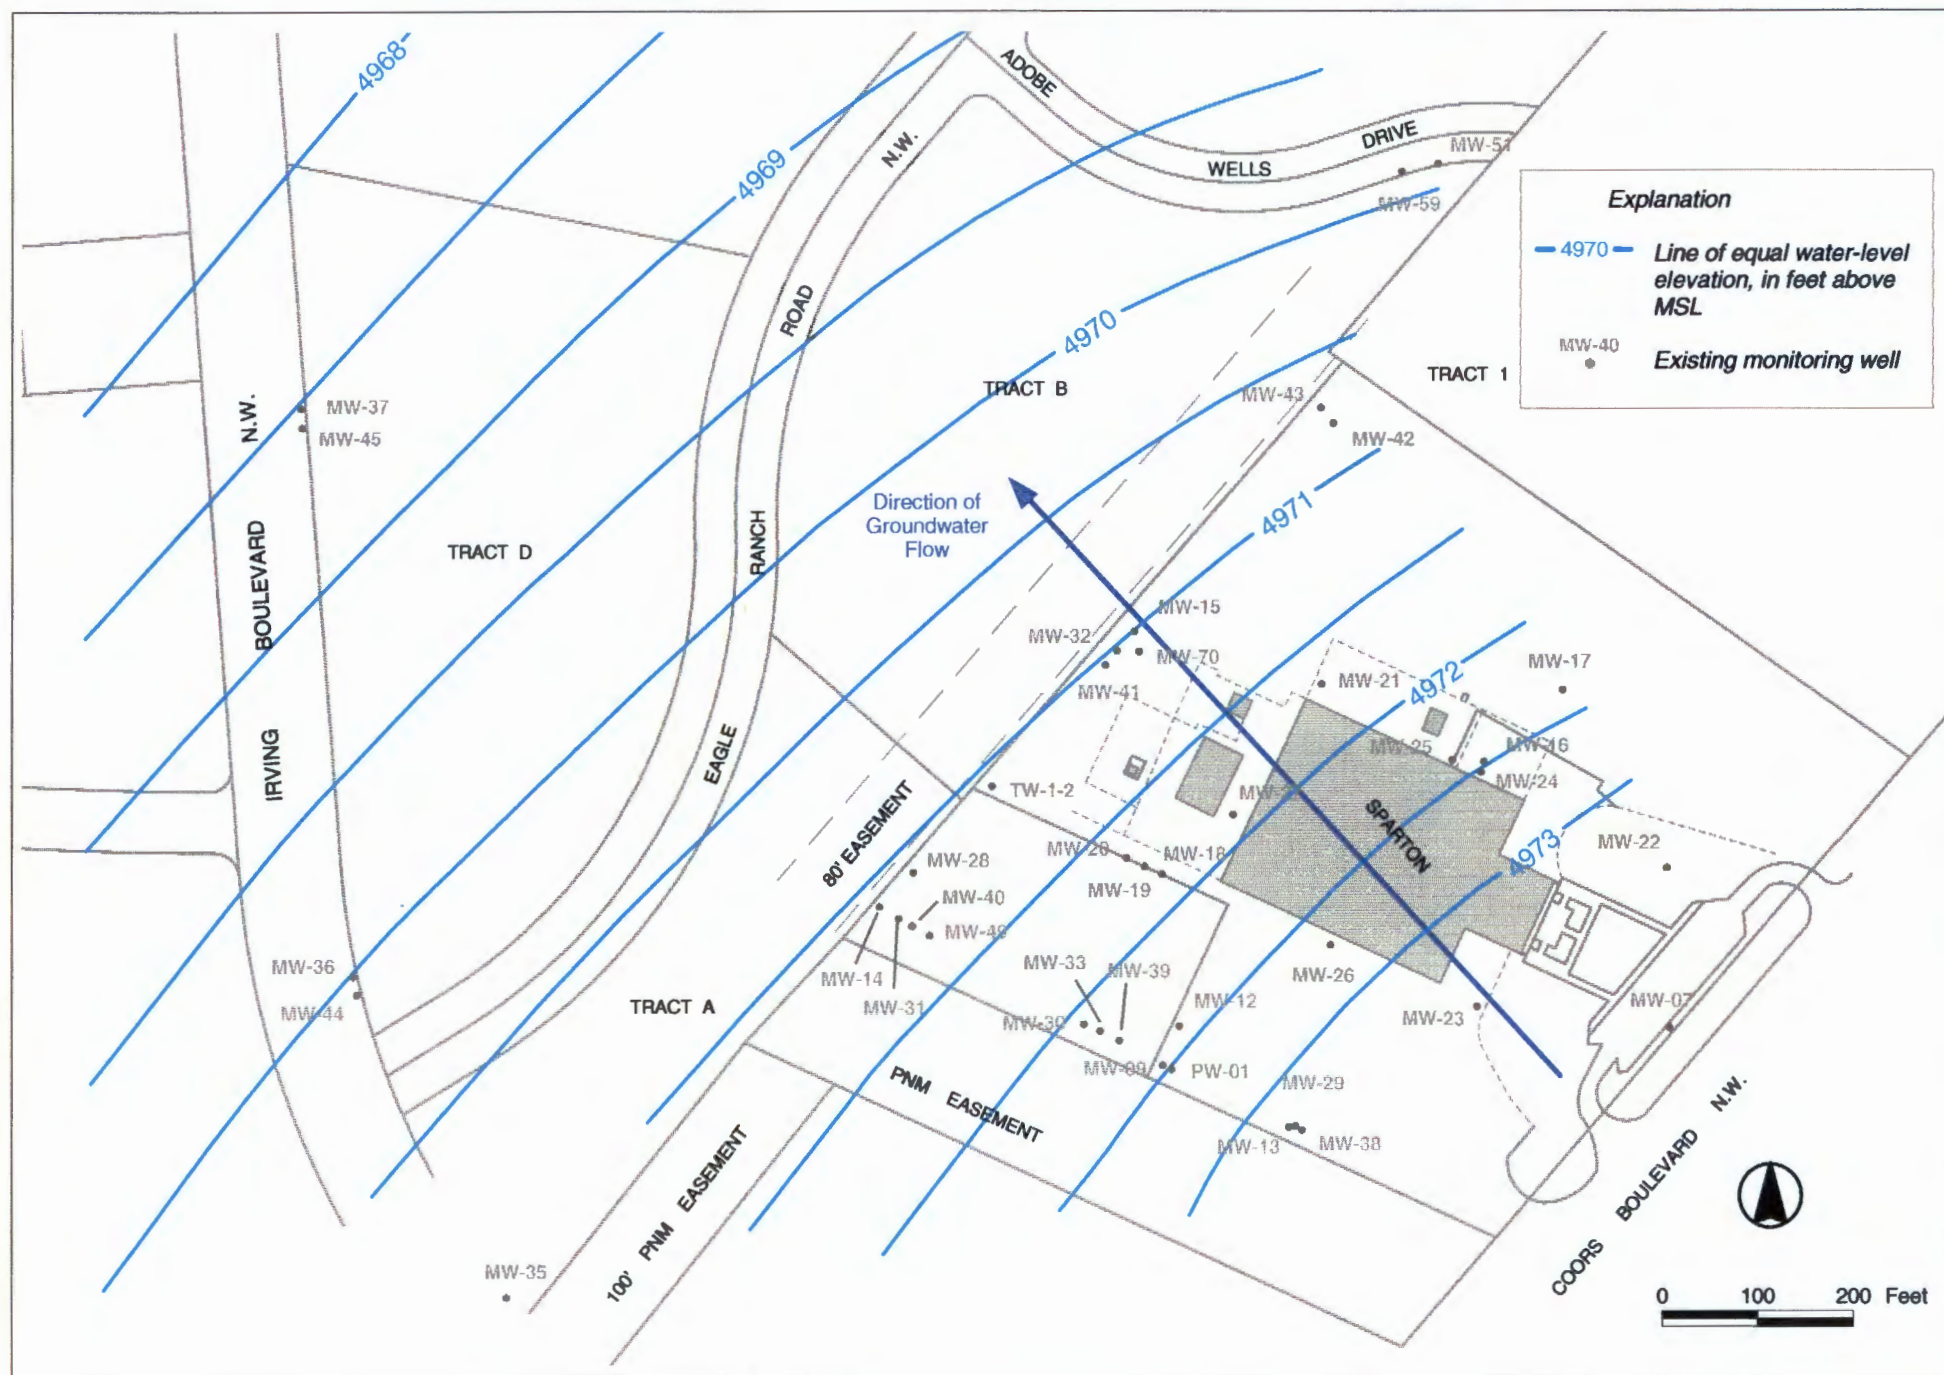 4968
ADOBE
N.W.
4969
WELLS
DRIVE
MW-51
MW-59
Explanation
4970
Line of equal water-level
elevation, in feet above
MSL
MW-40
Existing monitoring well
ROAD
4970
TRACT B
TRACT 1
MW-43
MW-42
MW-37
MW-45
N.W.
BOULEVARD
IRVING
TRACT D
RANCH
EAGLE
Direction of
Groundwater
Flow
4971
MW-15
MW-32
MW-70
MW-41
MW-21
4972
MW-17
MW-25
MW-16
MW-24
TW-1-2
SPARTON
4973
MW-22
80' EASEMENT
MW-20
MW-18
MW-19
MW-28
MW-40
MW-49
MW-14
MW-31
MW-33
MW-39
MW-30
MW-12
MW-26
MW-23
MW-07
MW-36
MW-44
TRACT A
MW-09
PW-01
MW-29
MW-13
MW-38
PNM EASEMENT
100' PNM EASEMENT
MW-35
COORS BOULEVARD N.W.
0 100 200 Feet